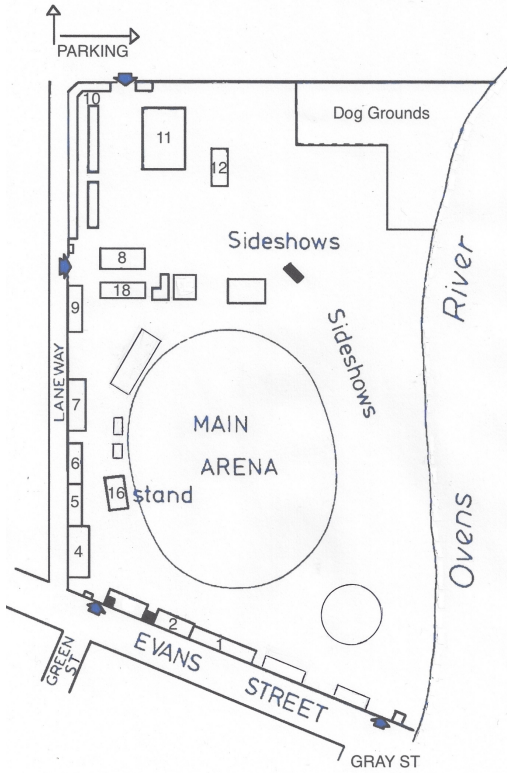 PARKING
10
Dog Grounds
11
12
Sideshows
8
18
9
River
Sideshows
LANEWAY
7
MAIN
ARENA
6
16
stand
5
4
Ovens
2
1
EVANS
STREET
GREEN
ST
GRAY ST